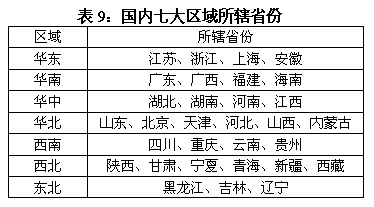 表 9：国内七大区域所辖省份
区域 所辖省份
华东 江苏、浙江、上海、安徽
华南 广东、广西、福建、海南
华中 湖北、湖南、河南、江西
华北 山东、北京、天津、河北、山西、内蒙古
西南 四川、重庆、云南、贵州
西北 陕西、甘肃、宁夏、青海、新疆、西藏
东北 黑龙江、吉林、辽宁